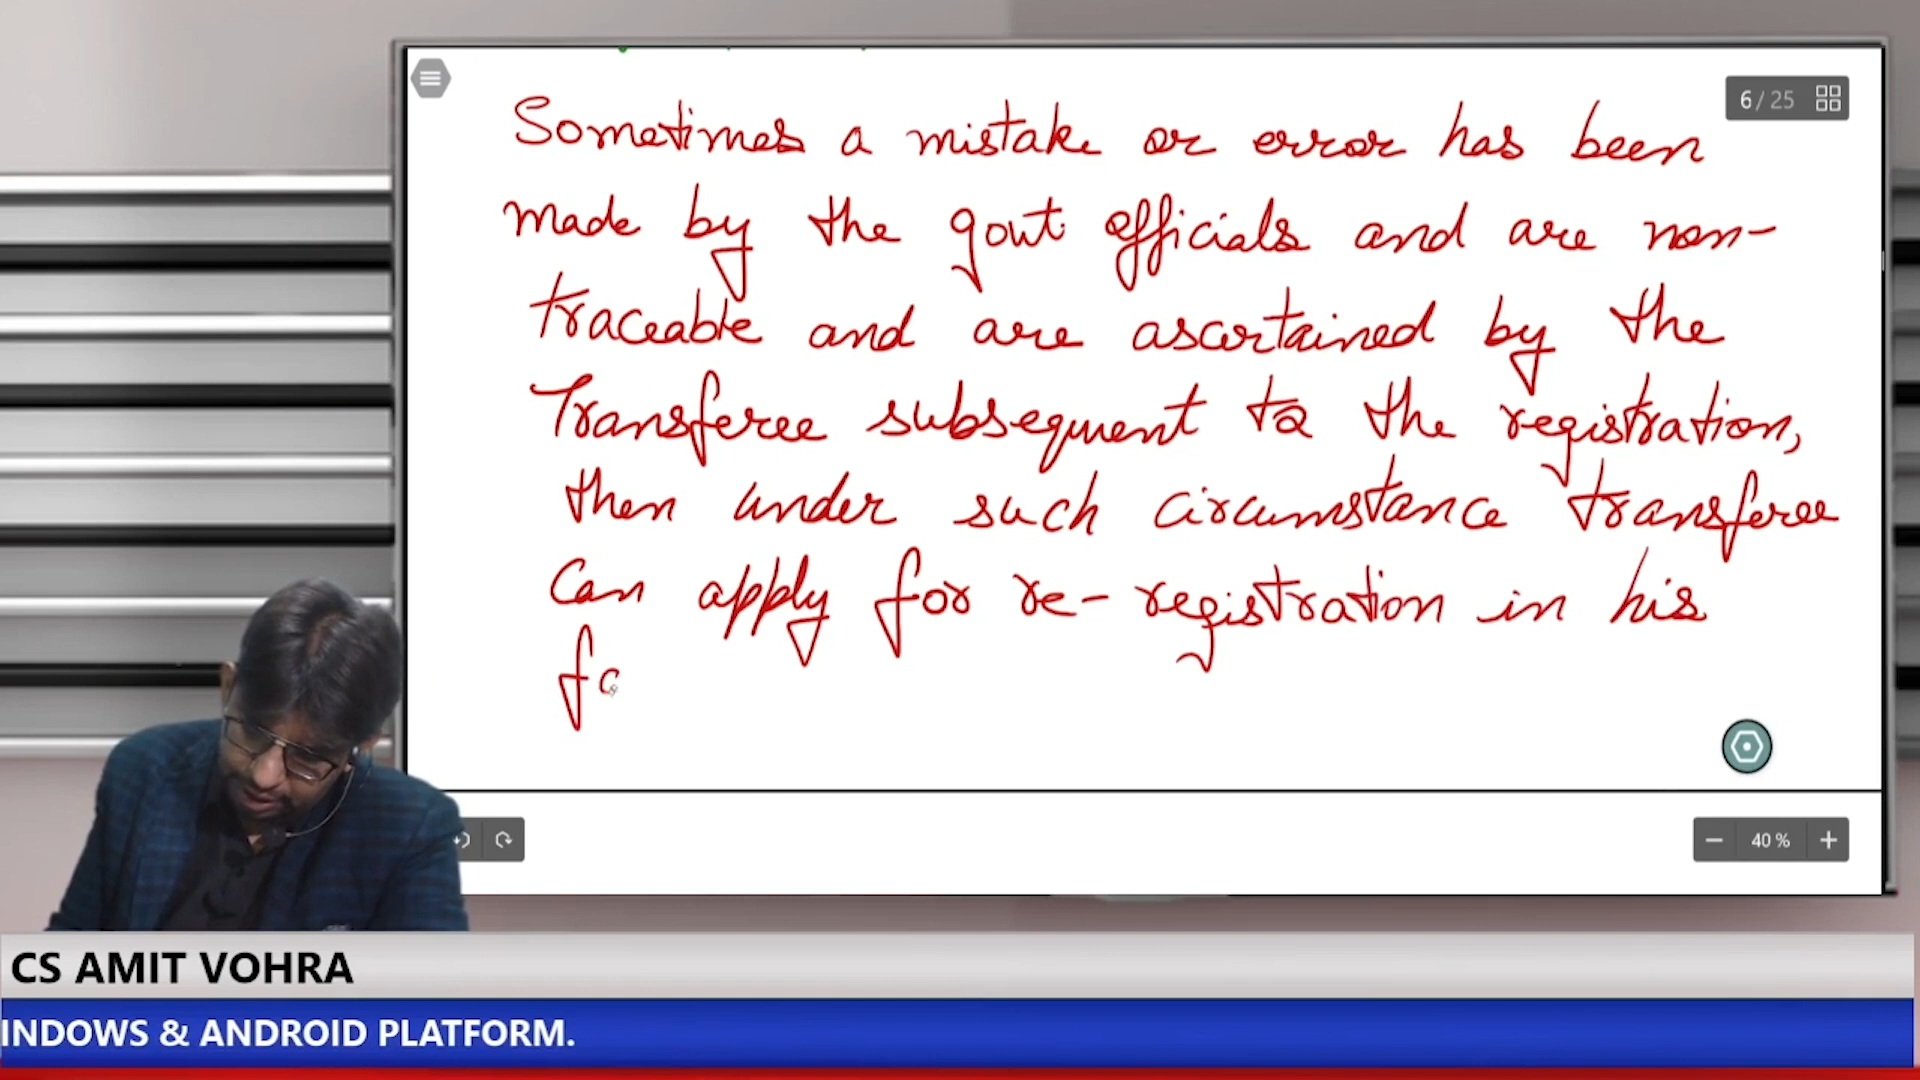 6 / 25
Sometimes a mistake or error has been
made by the govt officials and are non-
traceable and are ascertained by the
Transferee subsequent to the registration,
then under such circumstance transferee
Can apply for re-registration in his
fa
40 %
CS AMIT VOHRA
INDOWS & ANDROID PLATFORM.